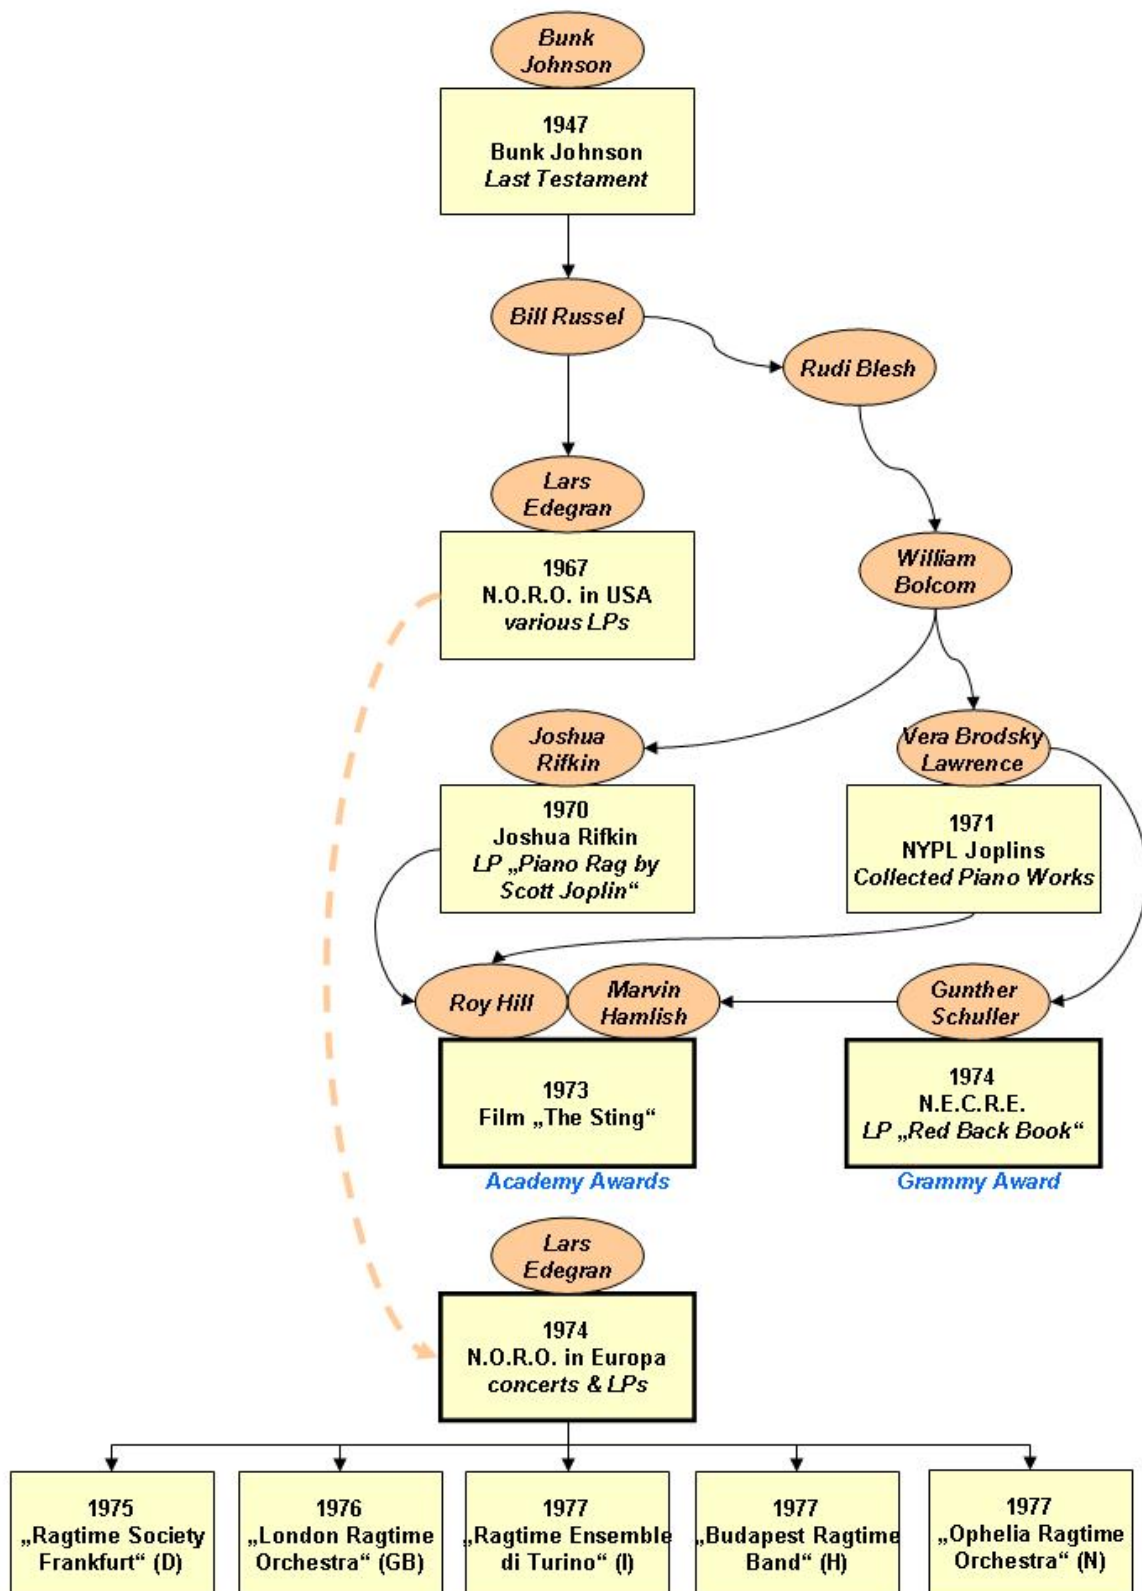 Bunk
Johnson
1947
Bunk Johnson
Last Testament
Bill Russel
Rudi Blesh
Lars
Edegran
1967
N.O.R.O. in USA
various LPs
William
Bolcom
Joshua
Rifkin
Vera Brodsky
Lawrence
1970
Joshua Rifkin
LP „Piano Rag by
Scott Joplin“
1971
NYPL Joplins
Collected Piano Works
Roy Hill
Marvin
Hamlish
Gunther
Schuller
1973
Film „The Sting“
1974
N.E.C.R.E.
LP „Red Back Book“
Academy Awards
Grammy Award
Lars
Edegran
1974
N.O.R.O. in Europa
concerts & LPs
1975
„Ragtime Society
Frankfurt“ (D)
1976
„London Ragtime
Orchestra“ (GB)
1977
„Ragtime Ensemble
di Turino“ (I)
1977
„Budapest Ragtime
Band“ (H)
1977
„Ophelia Ragtime
Orchestra“ (N)